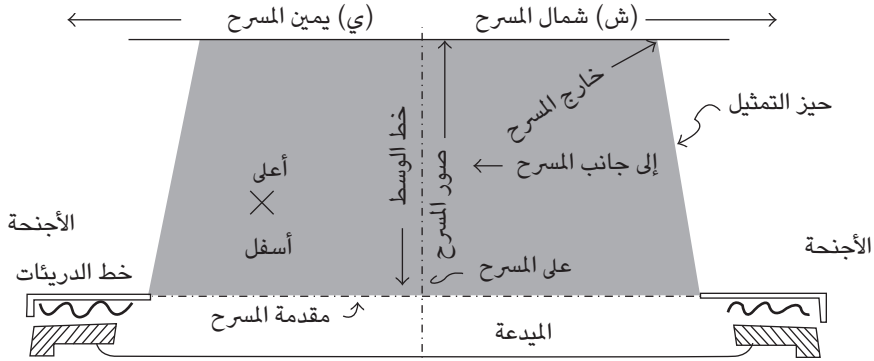 (ش) شمال المسرح
(ي) يمين المسرح
خارج المسرح
حيز التمثيل
خط الوسط
صور المسرح
إلى جانب المسرح
أعلى
أسفل
الأجنحة
الأجنحة
على المسرح
خط الدريئات
مقدمة المسرح
الميدعة